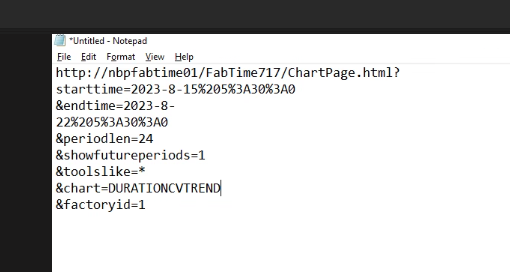 *Untitled - Notepad
File Edit Format View Help
http://nbpfabtime01/FabTime717/ChartPage.html?
starttime=2023-8-15%205%3A30%3A0
&endtime=2023-8-
22%205%3A30%3A0
&periodlen=24
&showfutureperiods=1
&toolslike=*
&chart=DURATIONCVTREND
&factoryid=1